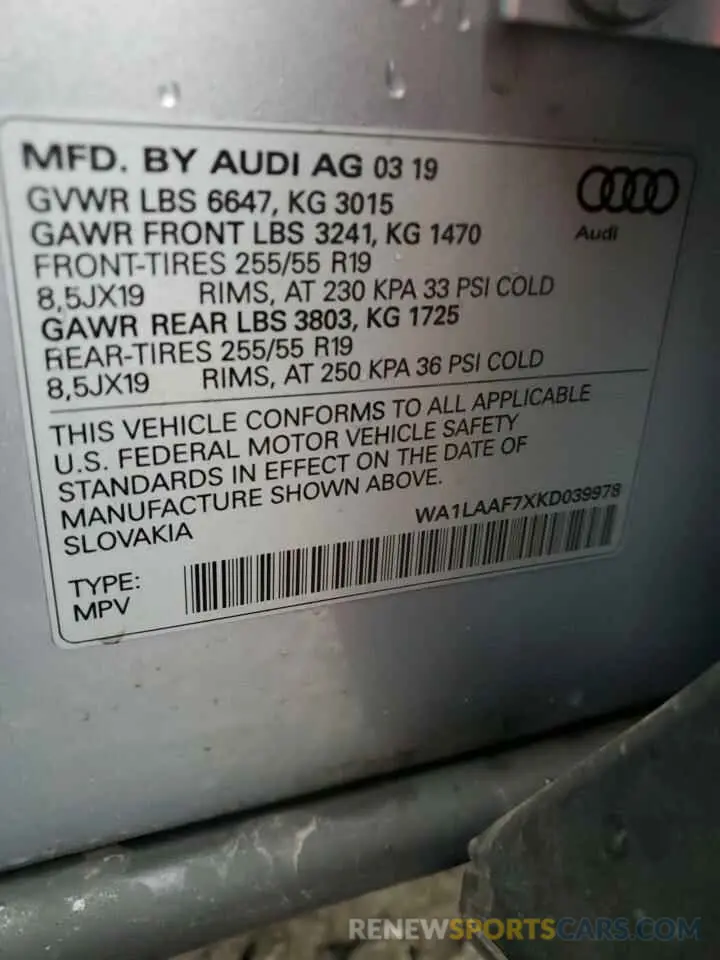 MFD. BY AUDI AG 03 19
GVWR LBS 6647, KG 3015
GAWR FRONT LBS 3241, KG 1470
Audi
FRONT-TIRES 255/55 R19
8,5JX19 RIMS, AT 230 KPA 33 PSI COLD
GAWR REAR LBS 3803, KG 1725
REAR-TIRES 255/55 R19
8,5JX19 RIMS, AT 250 KPA 36 PSI COLD
THIS VEHICLE CONFORMS TO ALL APPLICABLE
U.S. FEDERAL MOTOR VEHICLE SAFETY
STANDARDS IN EFFECT ON THE DATE OF
MANUFACTURE SHOWN ABOVE.
SLOVAKIA
WA1LAAF7XKD039978
TYPE:
MPV
RENEWSPORTSCARS.COM